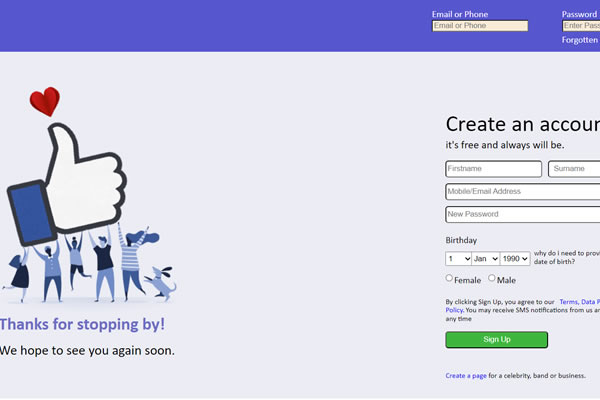 Email or Phone
Password
Email or Phone
Enter Pass
Forgotten
Create an accoun
it's free and always will be.
Firstname
Surname
Mobile/Email Address
New Password
Birthday
1 Jan 1990
why do i need to provi
date of birth?
Female Male
By clicking Sign Up, you agree to our Terms, Data P
Policy. You may receive SMS notifications from us an
any time
Sign Up
Create a page for a celebrity, band or business.
Thanks for stopping by!
We hope to see you again soon.